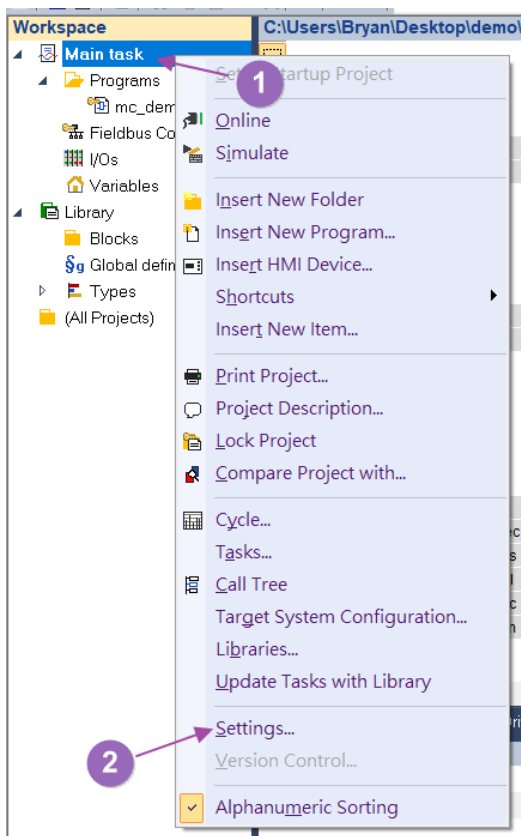 Workspace
C:\Users\Bryan\Desktop\demo\
Main task
Programs
mc_dem
Fieldbus Co
I/Os
Variables
Library
Blocks
Global defin
Types
(All Projects)
1
Startup Project
Online
Simulate
Insert New Folder
Insert New Program...
Insert HMI Device...
Shortcuts
Insert New Item...
Print Project...
Project Description...
Lock Project
Compare Project with...
Cycle...
Tasks...
Call Tree
Target System Configuration...
Libraries...
Update Tasks with Library
2
Settings...
Version Control...
Alphanumeric Sorting